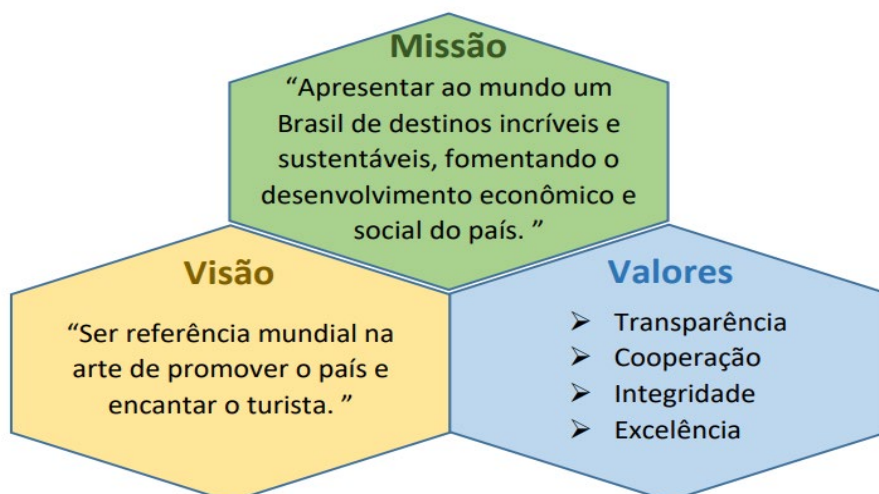 Missão
“Apresentar ao mundo um
Brasil de destinos incríveis e
sustentáveis, fomentando o
desenvolvimento econômico e
social do país. ”
Visão
“Ser referência mundial na
arte de promover o país e
encantar o turista. ”
Valores
➢ Transparência
➢ Cooperação
➢ Integridade
➢ Excelência